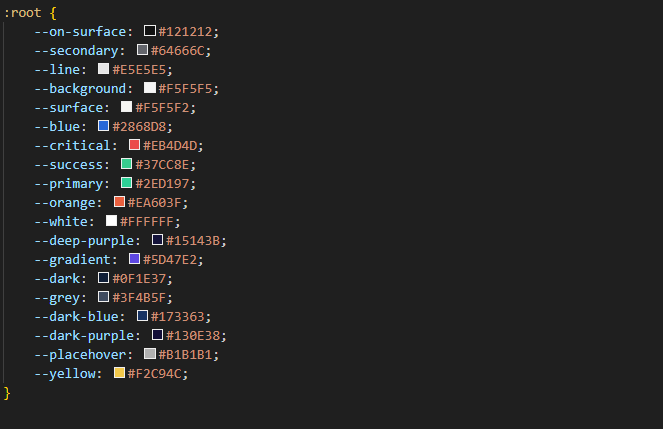 :root {
--on-surface: #121212;
--secondary: #64666C;
--line: #E5E5E5;
--background: #F5F5F5;
--surface: #F5F5F2;
--blue: #2868D8;
--critical: #EB4D4D;
--success: #37CC8E;
--primary: #2ED197;
--orange: #EA603F;
--white: #FFFFFF;
--deep-purple: #15143B;
--gradient: #5D47E2;
--dark: #0F1E37;
--grey: #3F4B5F;
--dark-blue: #173363;
--dark-purple: #130E38;
--placehover: #B1B1B1;
--yellow: #F2C94C;
}